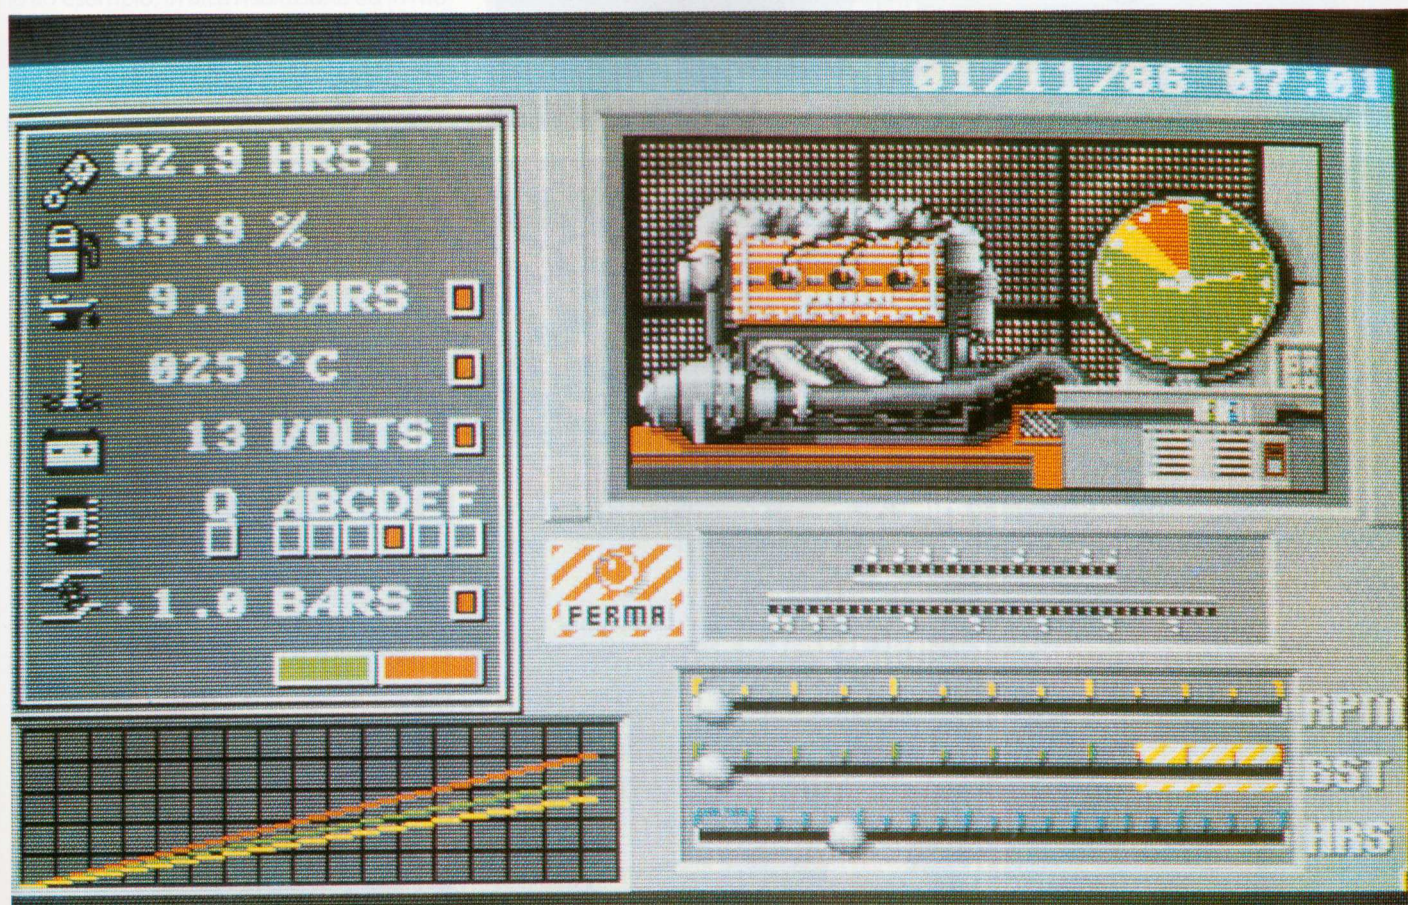 01/11/86 07:01
02.9 HRS.
99.9 %
9.0 BARS
025 °C
13 VOLTS
Q ABCDEF
+1.0 BARS
FERMA
RPM
BST
HRS